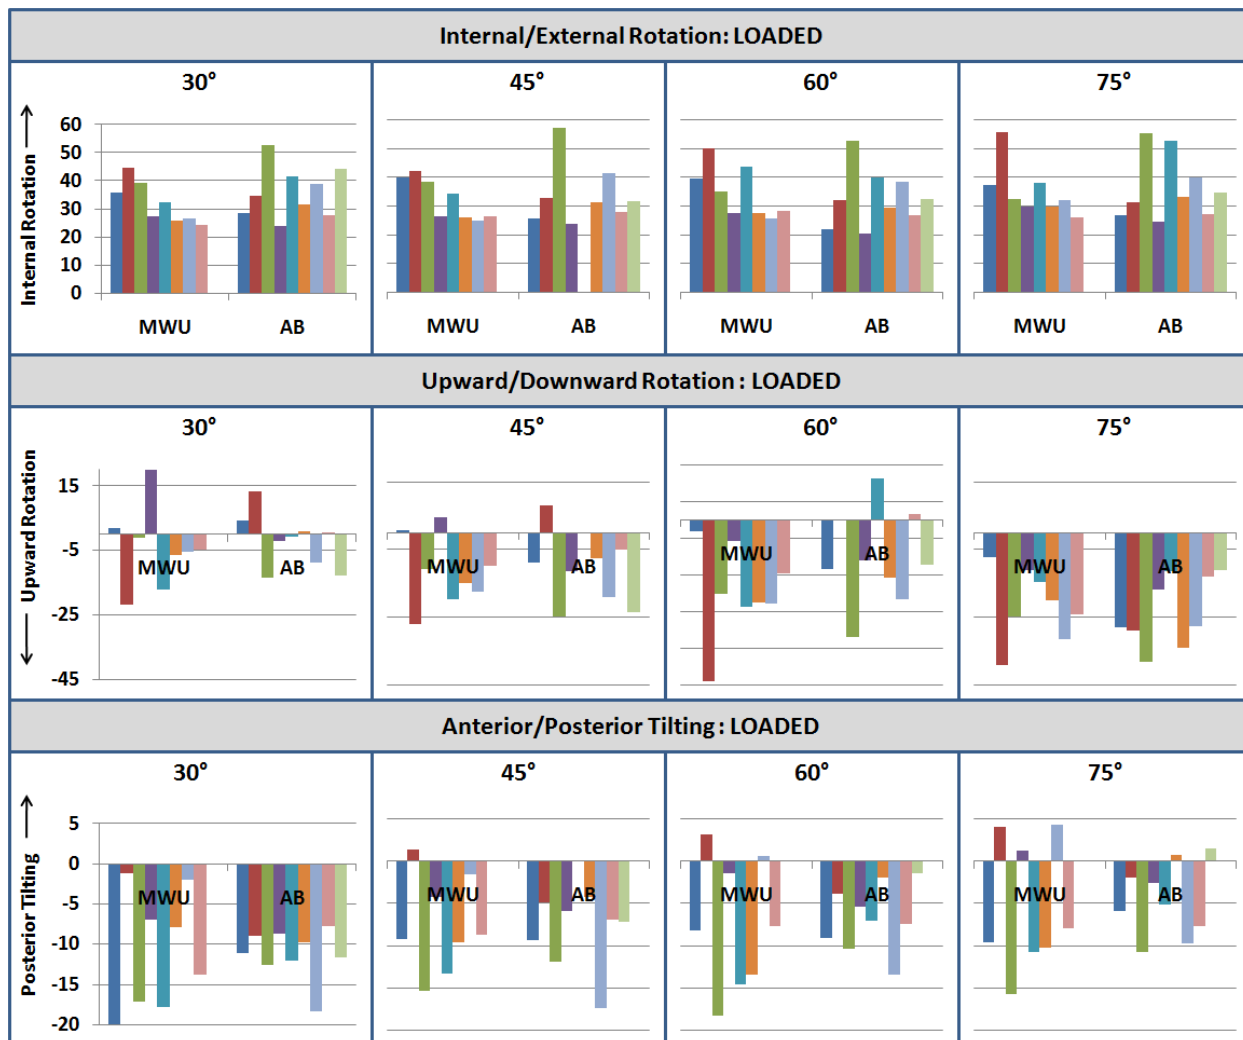 Internal/External Rotation: LOADED
30° 45° 60° 75°
Internal Rotation
60
50
40
30
20
10
0
MWU AB MWU AB MWU AB MWU AB
Upward/Downward Rotation : LOADED
30° 45° 60° 75°
Upward Rotation
15
-5
-25
-45
MWU AB MWU AB MWU AB MWU AB
Anterior/Posterior Tilting : LOADED
30° 45° 60° 75°
Posterior Tilting
5
0
-5
-10
-15
-20
MWU AB MWU AB MWU AB MWU AB